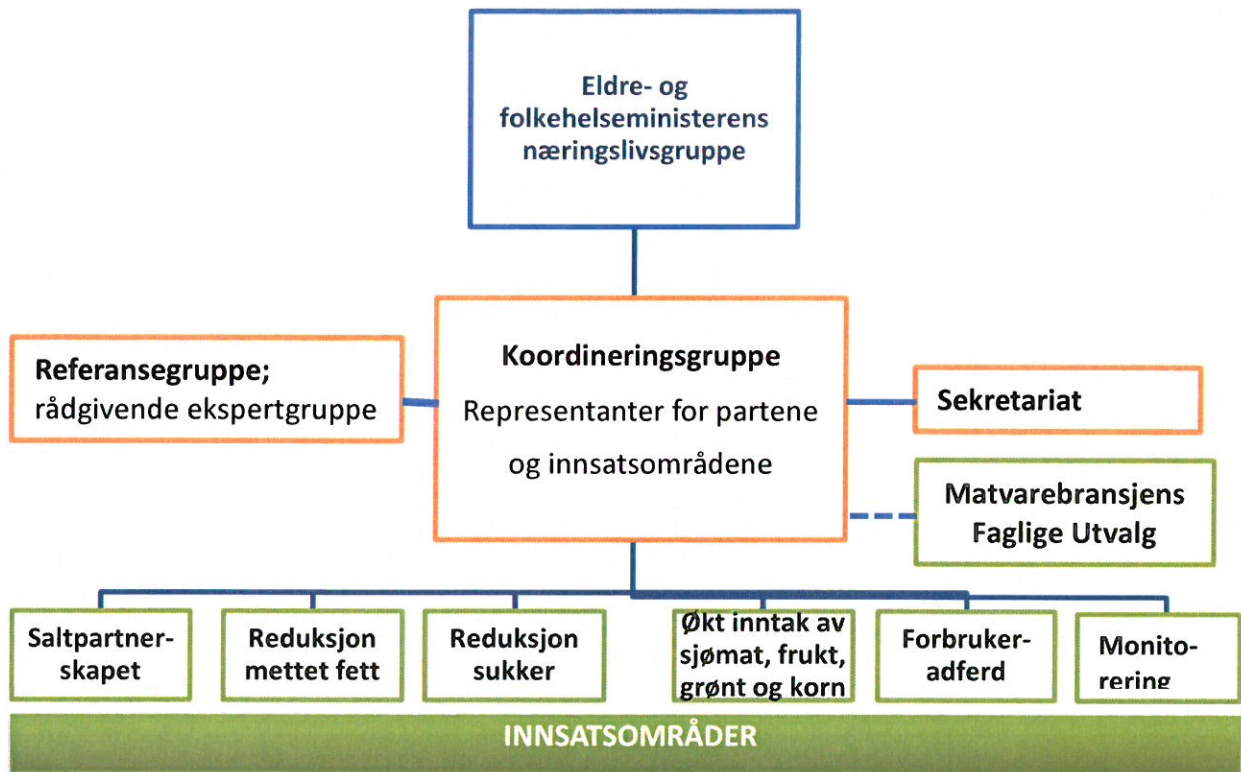 Eldre- og
folkehelseministerens
næringslivsgruppe
Koordineringsgruppe
Representanter for partene
og innsatsområdene
Referansegruppe;
rådgivende ekspertgruppe
Sekretariat
Matvarebransjens
Faglige Utvalg
Saltpartner-
skapet
Reduksjon
mettet fett
Reduksjon
sukker
Økt inntak av
sjømat, frukt,
grønt og korn
Forbruker-
adferd
Monito-
rering
INNSATSOMRÅDER